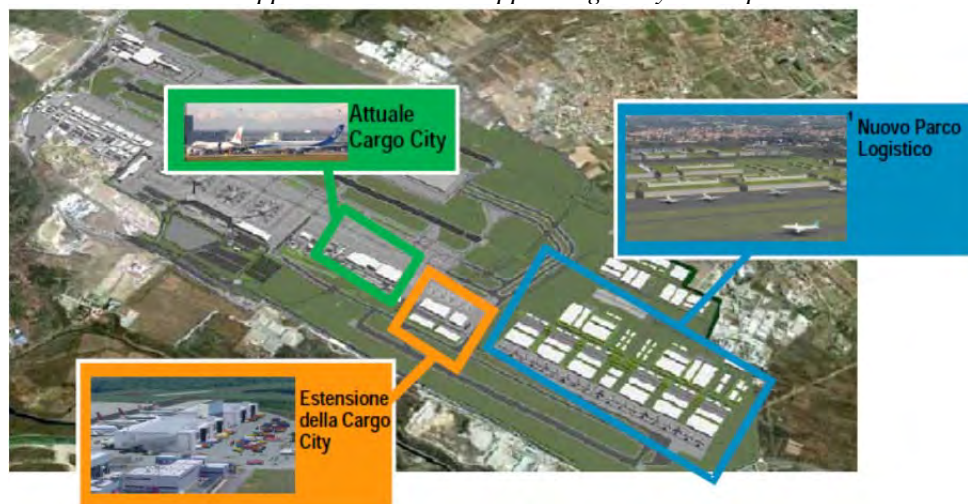 Attuale
Cargo City
Nuovo Parco
Logistico
Estensione
della Cargo
City